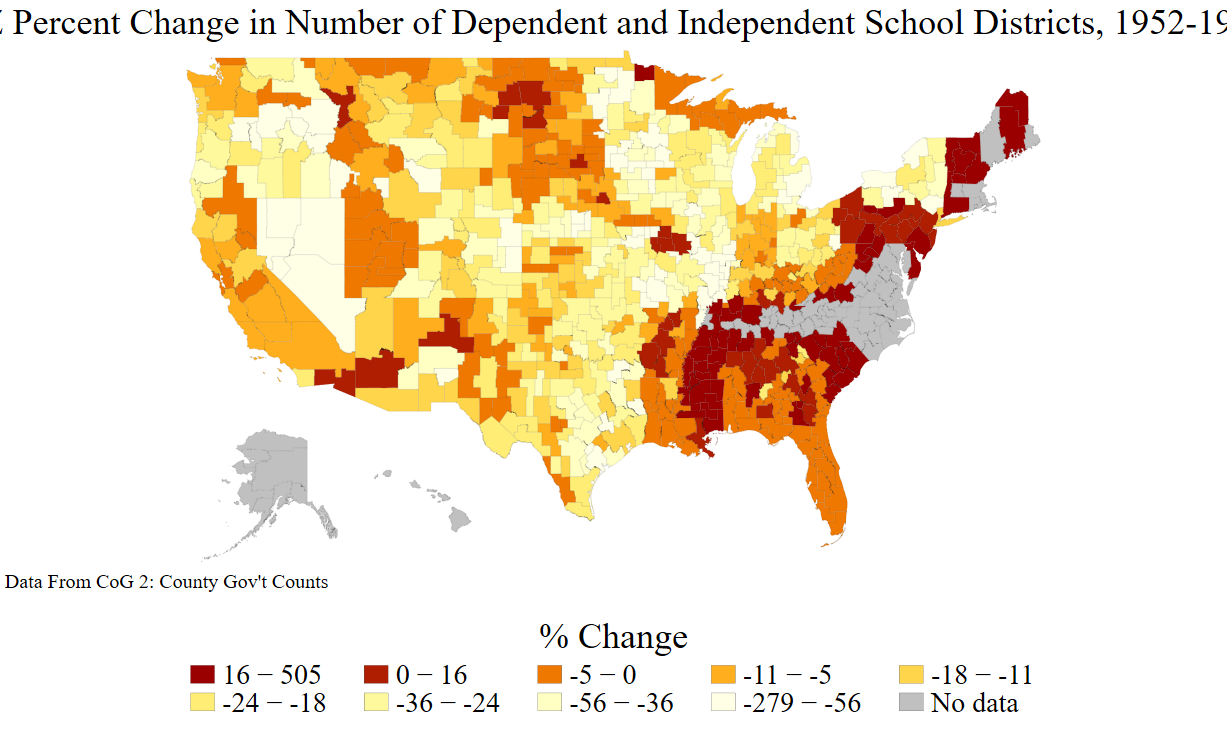 Percent Change in Number of Dependent and Independent School Districts, 1952-19
Data From CoG 2: County Gov't Counts
% Change
16 − 505
0 − 16
-5 − 0
-11 − -5
-18 − -11
-24 − -18
-36 − -24
-56 − -36
-279 − -56
No data